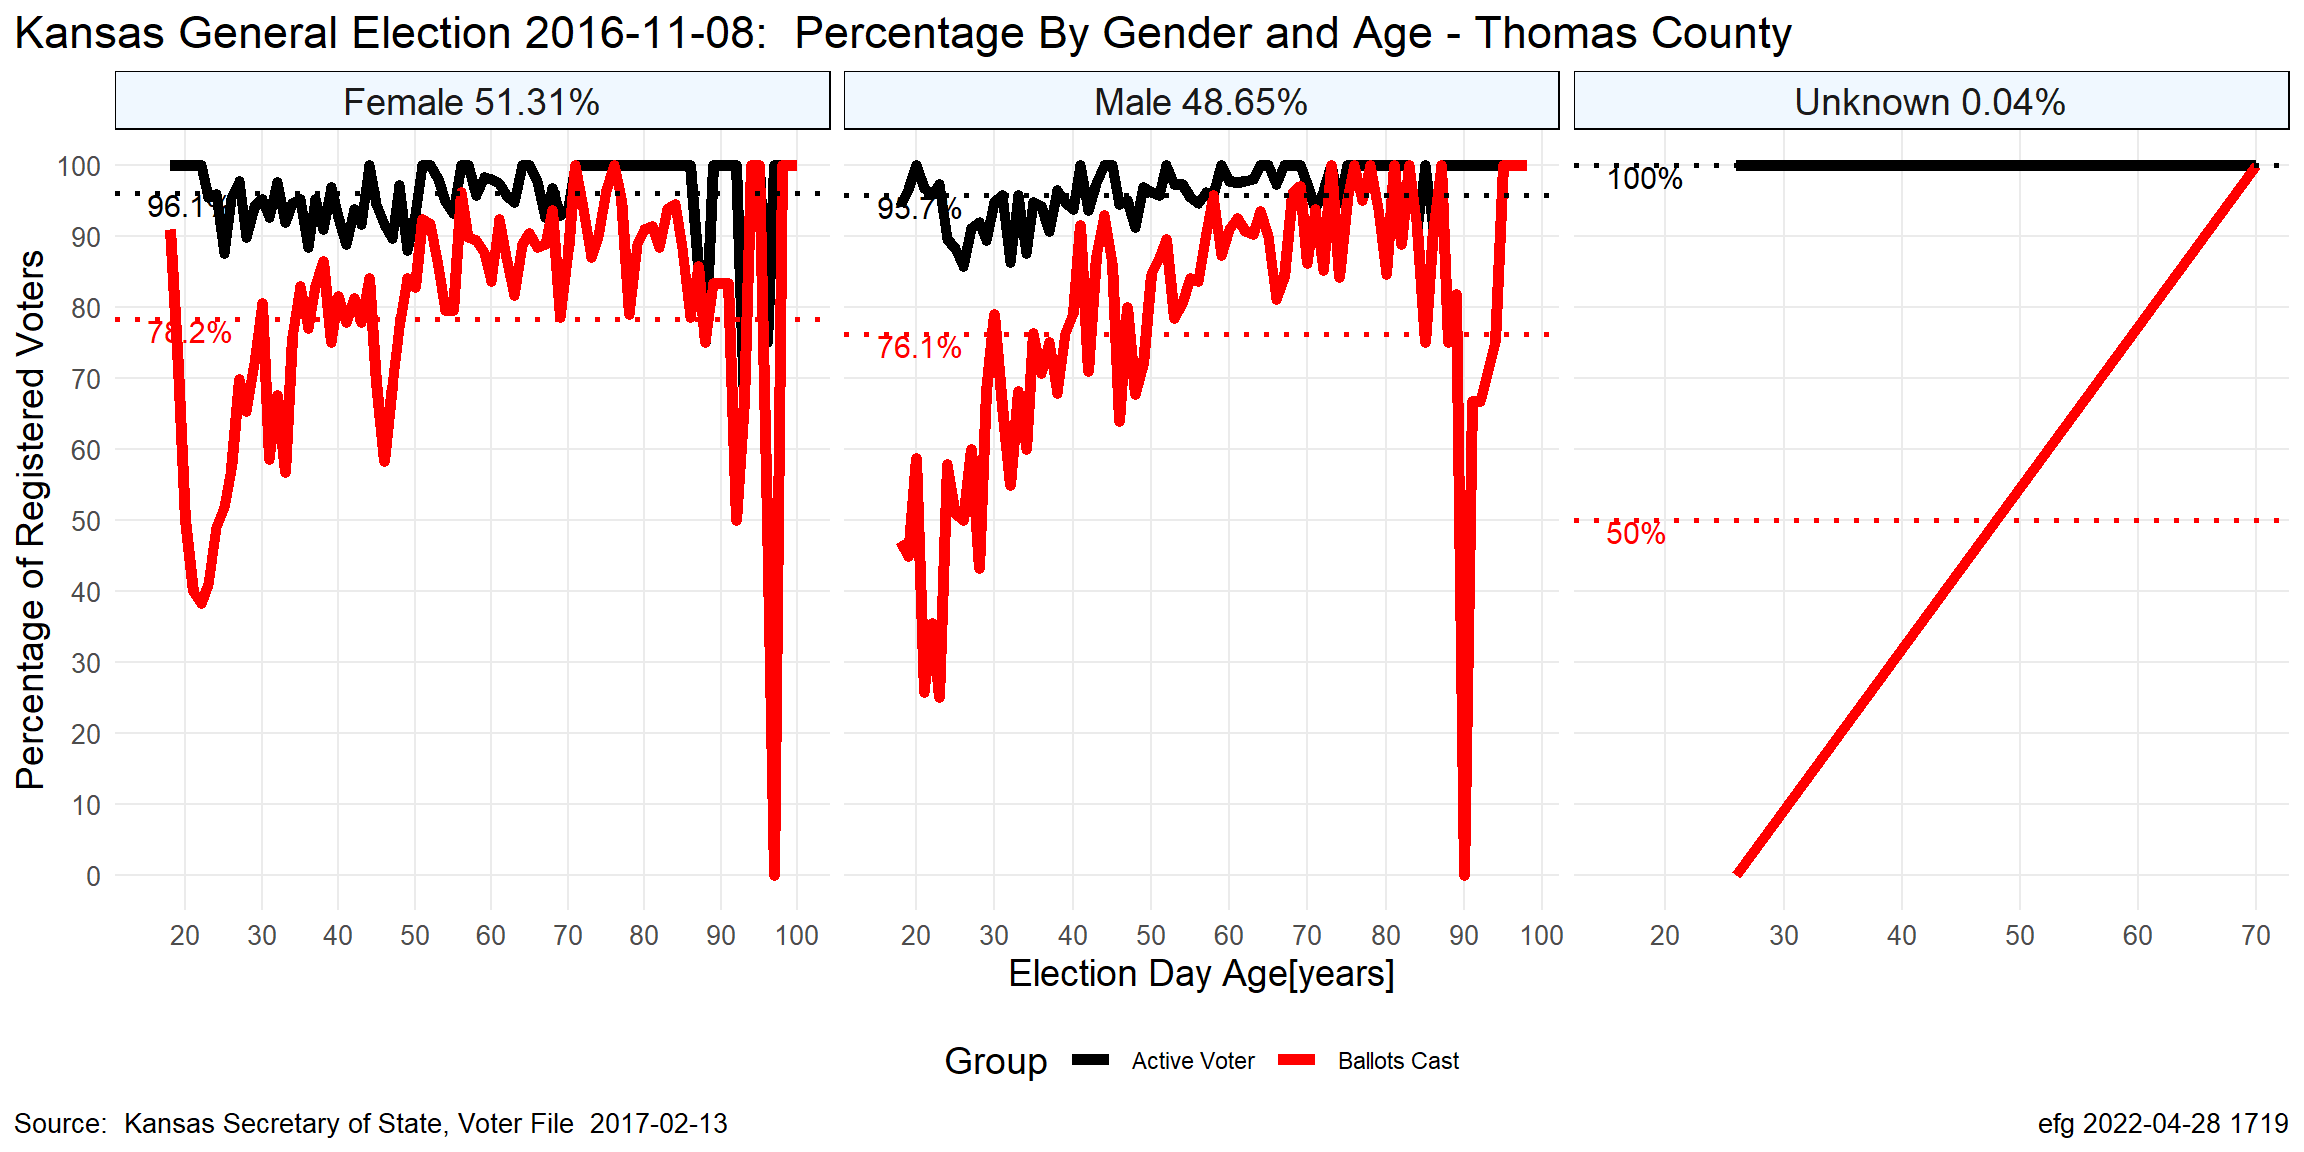 Kansas General Election 2016-11-08:  Percentage By Gender and Age - Thomas County
Female 51.31%
Male 48.65%
Unknown 0.04%
Percentage of Registered Voters
100
90
80
70
60
50
40
30
20
10
0
96.1%
78.2%
95.7%
76.1%
100%
50%
20 30 40 50 60 70 80 90 100
20 30 40 50 60 70 80 90 100
20 30 40 50 60 70
Election Day Age[years]
Group Active Voter Ballots Cast
Source:  Kansas Secretary of State, Voter File  2017-02-13
efg 2022-04-28 1719